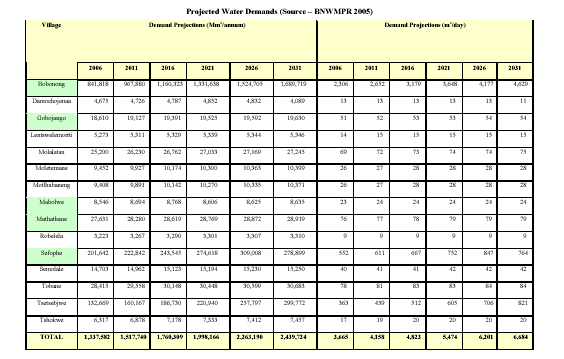 Projected Water Demands (Source – BNWMPR 2005)
Village Demand Projections (Mm³/annum) Demand Projections (m³/day)
2006 2011 2016 2021 2026 2031 2006 2011 2016 2021 2026 2031
Bobonong 841,818 967,880 1,160,323 1,331,638 1,524,705 1,689,719 2,306 2,652 3,179 3,648 4,177 4,629
Damochojenaa 4,675 4,726 4,787 4,852 4,832 4,089 13 13 13 13 13 11
Gobojango 18,610 19,127 19,391 19,525 19,592 19,630 51 52 53 53 54 54
Lentswelemoriti 5,273 5,311 5,329 5,339 5,344 5,346 14 15 15 15 15 15
Molalatau 25,200 26,230 26,762 27,033 27,169 27,245 69 72 73 74 74 75
Moletemane 9,452 9,927 10,174 10,300 10,363 10,399 26 27 28 28 28 28
Motlhabaneng 9,408 9,891 10,142 10,270 10,335 10,371 26 27 28 28 28 28
Mabolwe 8,546 8,694 8,768 8,606 8,625 8,635 23 24 24 24 24 24
Mathathane 27,631 28,280 28,619 28,769 28,872 28,919 76 77 78 79 79 79
Robelela 3,223 3,267 3,290 3,301 3,307 3,310 9 9 9 9 9 9
Sefophe 201,642 222,842 243,545 274,618 309,008 278,899 552 611 667 752 847 764
Semolale 14,703 14,962 15,123 15,194 15,230 15,250 40 41 41 42 42 42
Tobane 28,415 29,558 30,148 30,448 30,599 30,683 78 81 83 83 84 84
Tsetsebjwe 132,669 160,167 186,730 220,940 257,797 299,772 363 439 512 605 706 821
Tshokwe 6,317 6,878 7,178 7,333 7,412 7,457 17 19 20 20 20 20
TOTAL 1,337,582 1,517,740 1,760,309 1,998,166 2,263,190 2,439,724 3,665 4,158 4,823 5,474 6,201 6,684